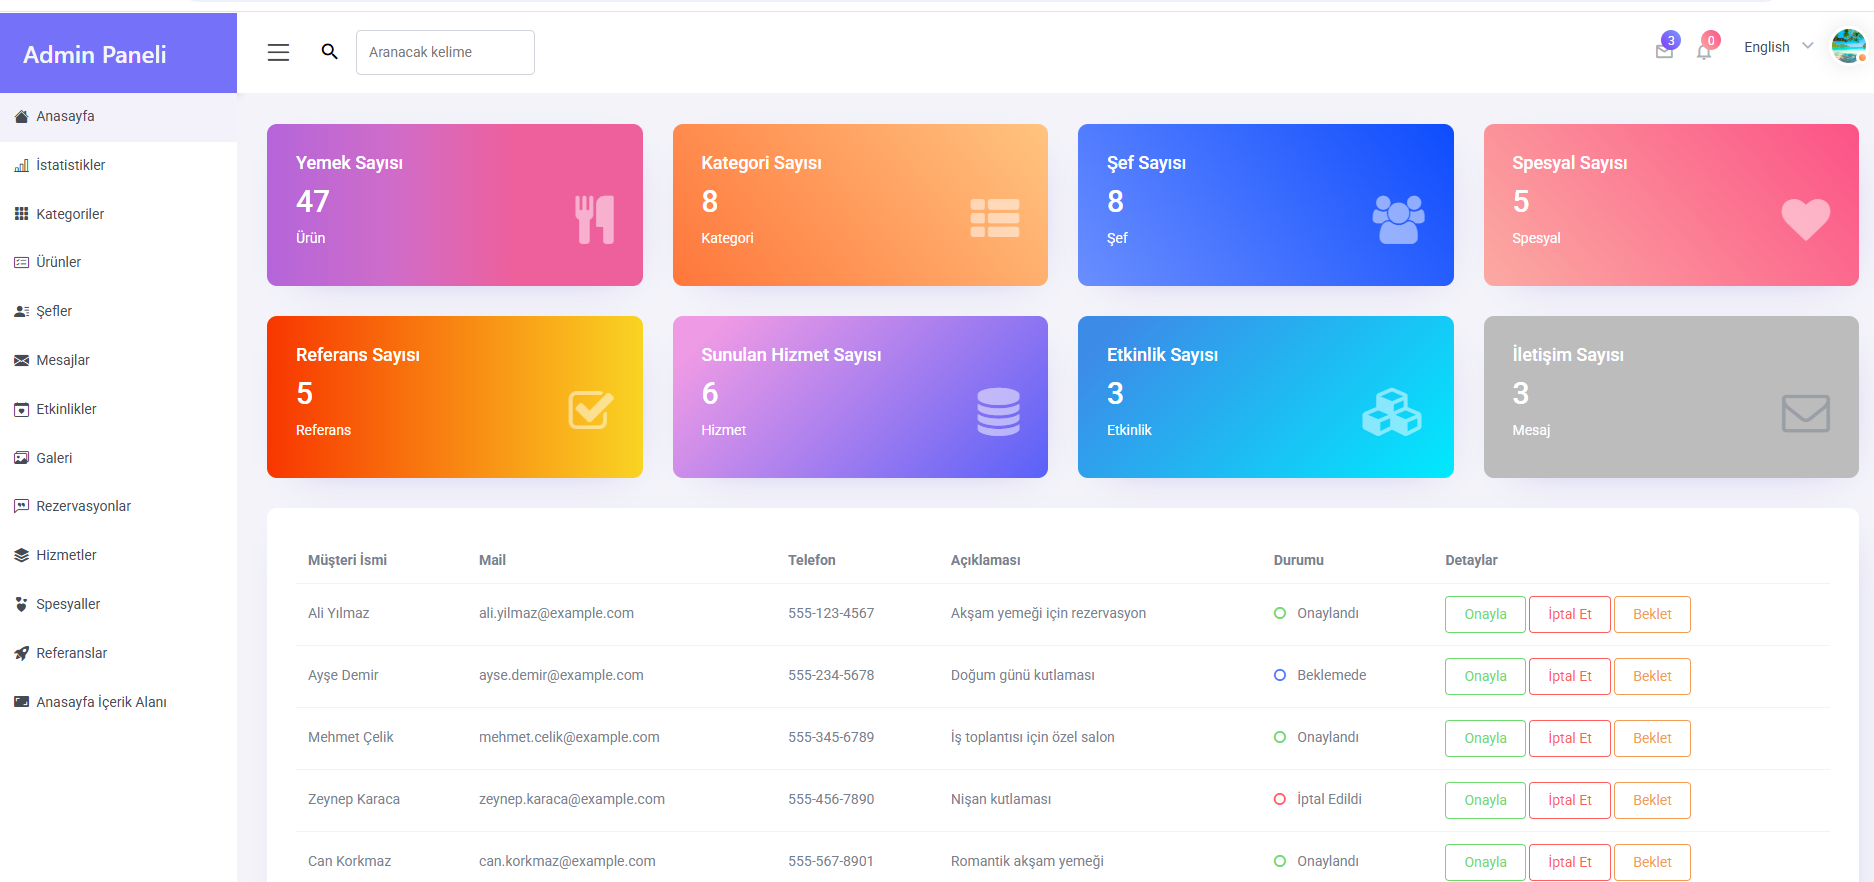 Admin Paneli
Aranacak kelime
3
0
English
Anasayfa
İstatistikler
Kategoriler
Ürünler
Şefler
Mesajlar
Etkinlikler
Galeri
Rezervasyonlar
Hizmetler
Spesyaller
Referanslar
Anasayfa İçerik Alanı
Yemek Sayısı
47
Ürün
Kategori Sayısı
8
Kategori
Şef Sayısı
8
Şef
Spesyal Sayısı
5
Spesyal
Referans Sayısı
5
Referans
Sunulan Hizmet Sayısı
6
Hizmet
Etkinlik Sayısı
3
Etkinlik
İletişim Sayısı
3
Mesaj
Müşteri İsmi Mail Telefon Açıklaması Durumu Detaylar
Ali Yılmaz ali.yilmaz@example.com 555-123-4567 Akşam yemeği için rezervasyon Onaylandı Onayla İptal Et Beklet
Ayşe Demir ayse.demir@example.com 555-234-5678 Doğum günü kutlaması Beklemede Onayla İptal Et Beklet
Mehmet Çelik mehmet.celik@example.com 555-345-6789 İş toplantısı için özel salon Onaylandı Onayla İptal Et Beklet
Zeynep Karaca zeynep.karaca@example.com 555-456-7890 Nişan kutlaması İptal Edildi Onayla İptal Et Beklet
Can Korkmaz can.korkmaz@example.com 555-567-8901 Romantik akşam yemeği Onaylandı Onayla İptal Et Beklet